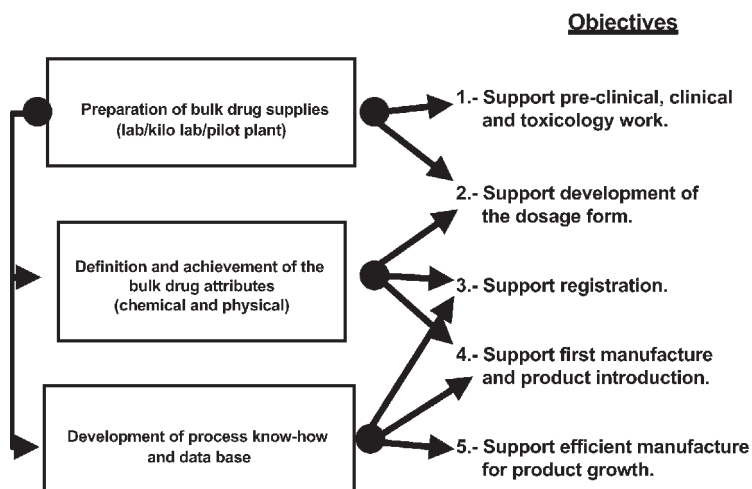 Objectives
Preparation of bulk drug supplies
(lab/kilo lab/pilot plant)
1.- Support pre-clinical, clinical
and toxicology work.
2.- Support development of
the dosage form.
Definition and achievement of the
bulk drug attributes
(chemical and physical)
3.- Support registration.
4.- Support first manufacture
and product introduction.
Development of process know-how
and data base
5.- Support efficient manufacture
for product growth.